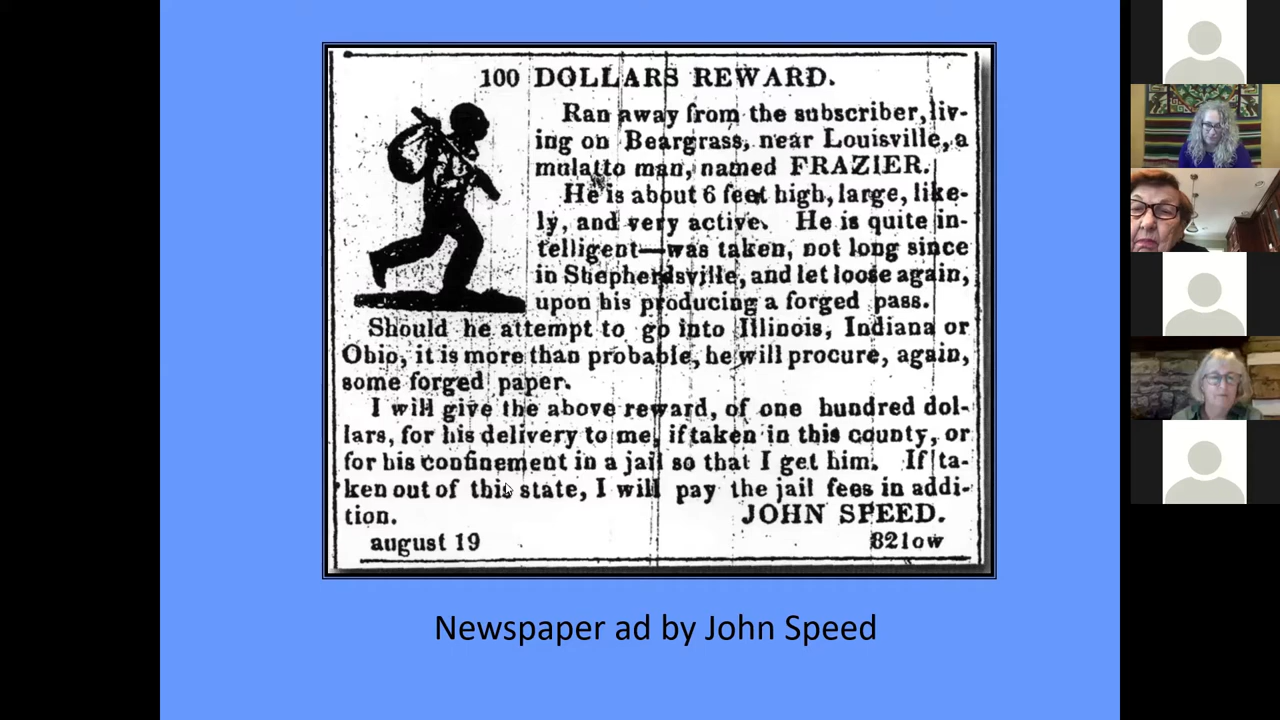 100 DOLLARS REWARD.
Ran away from the subscriber, liv-
ing on Beargrass, near Louisville, a
mulatto man, named FRAZIER.
He is about 6 feet high, large, like-
ly, and very active. He is quite in-
telligent—was taken, not long since
in Shepherdsville, and let loose again,
upon his producing a forged pass.
Should he attempt to go into Illinois, Indiana or
Ohio, it is more than probable, he will procure, again,
some forged paper.
I will give the above reward, of one hundred dol-
lars, for his delivery to me, if taken in this county, or
for his confinement in a jail so that I get him. If ta-
ken out of this state, I will pay the jail fees in addi-
tion.
JOHN SPEED.
august 19
821ow
Newspaper ad by John Speed